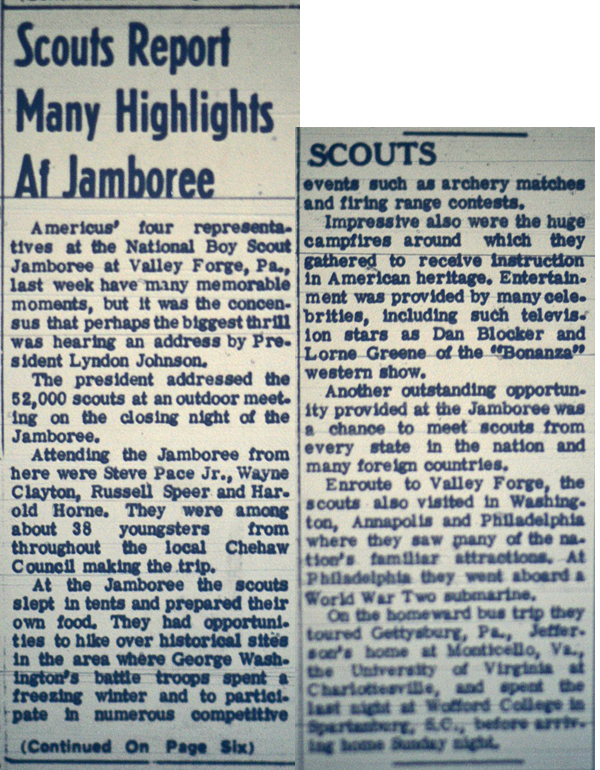 Scouts Report
Many Highlights
At Jamboree
Americus' four representa-
tives at the National Boy Scout
Jamboree at Valley Forge, Pa.,
last week have many memorable
moments, but it was the concen-
sus that perhaps the biggest thrill
was hearing an address by Pre-
sident Lyndon Johnson.
The president addressed the
52,000 scouts at an outdoor meet-
ing on the closing night of the
Jamboree.
Attending the Jamboree from
here were Steve Pace Jr., Wayne
Clayton, Russell Speer and Har-
old Horne. They were among
about 38 youngsters from
throughout the local Chehaw
Council making the trip.
At the Jamboree the scouts
slept in tents and prepared their
own food. They had opportuni-
ties to hike over historical sites
in the area where George Wash-
ington's battle troops spent a
freezing winter and to partici-
pate in numerous competitive
(Continued On Page Six)
SCOUTS
events such as archery matches
and firing range contests.
Impressive also were the huge
campfires around which they
gathered to receive instruction
in American heritage. Entertain-
ment was provided by many cele-
brities, including such televis-
ion stars as Dan Blocker and
Lorne Greene of the "Bonanza"
western show.
Another outstanding opportun-
ity provided at the Jamboree was
a chance to meet scouts from
every state in the nation and
many foreign countries.
Enroute to Valley Forge, the
scouts also visited in Washing-
ton, Annapolis and Philadelphia
where they saw many of the na-
tion's familiar attractions. At
Philadelphia they went aboard a
World War Two submarine.
On the homeward bus trip they
toured Gettysburg, Pa., Jeffer-
son's home at Monticello, Va.,
the University of Virginia at
Charlottesville, and spent the
last night at Wofford College in
Spartanburg, S.C., before arriv-
ing home Sunday night.